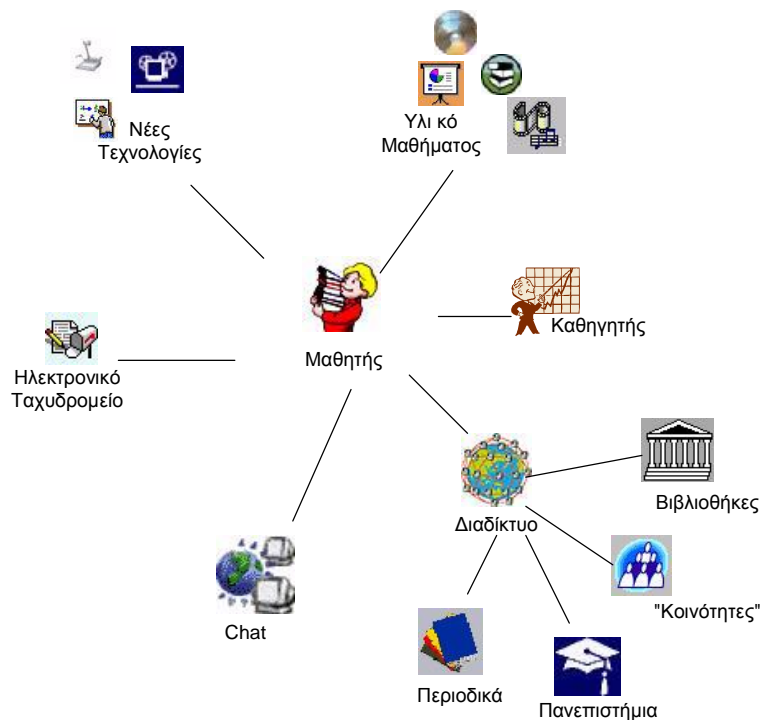 Νέες
Τεχνολογίες
Υλι κό
Μαθήματος
Καθηγητής
Μαθητής
Ηλεκτρονικό
Ταχυδρομείο
Βιβλιοθήκες
Διαδίκτυο
"Κοινότητες"
Chat
Περιοδικά
Πανεπιστήμια